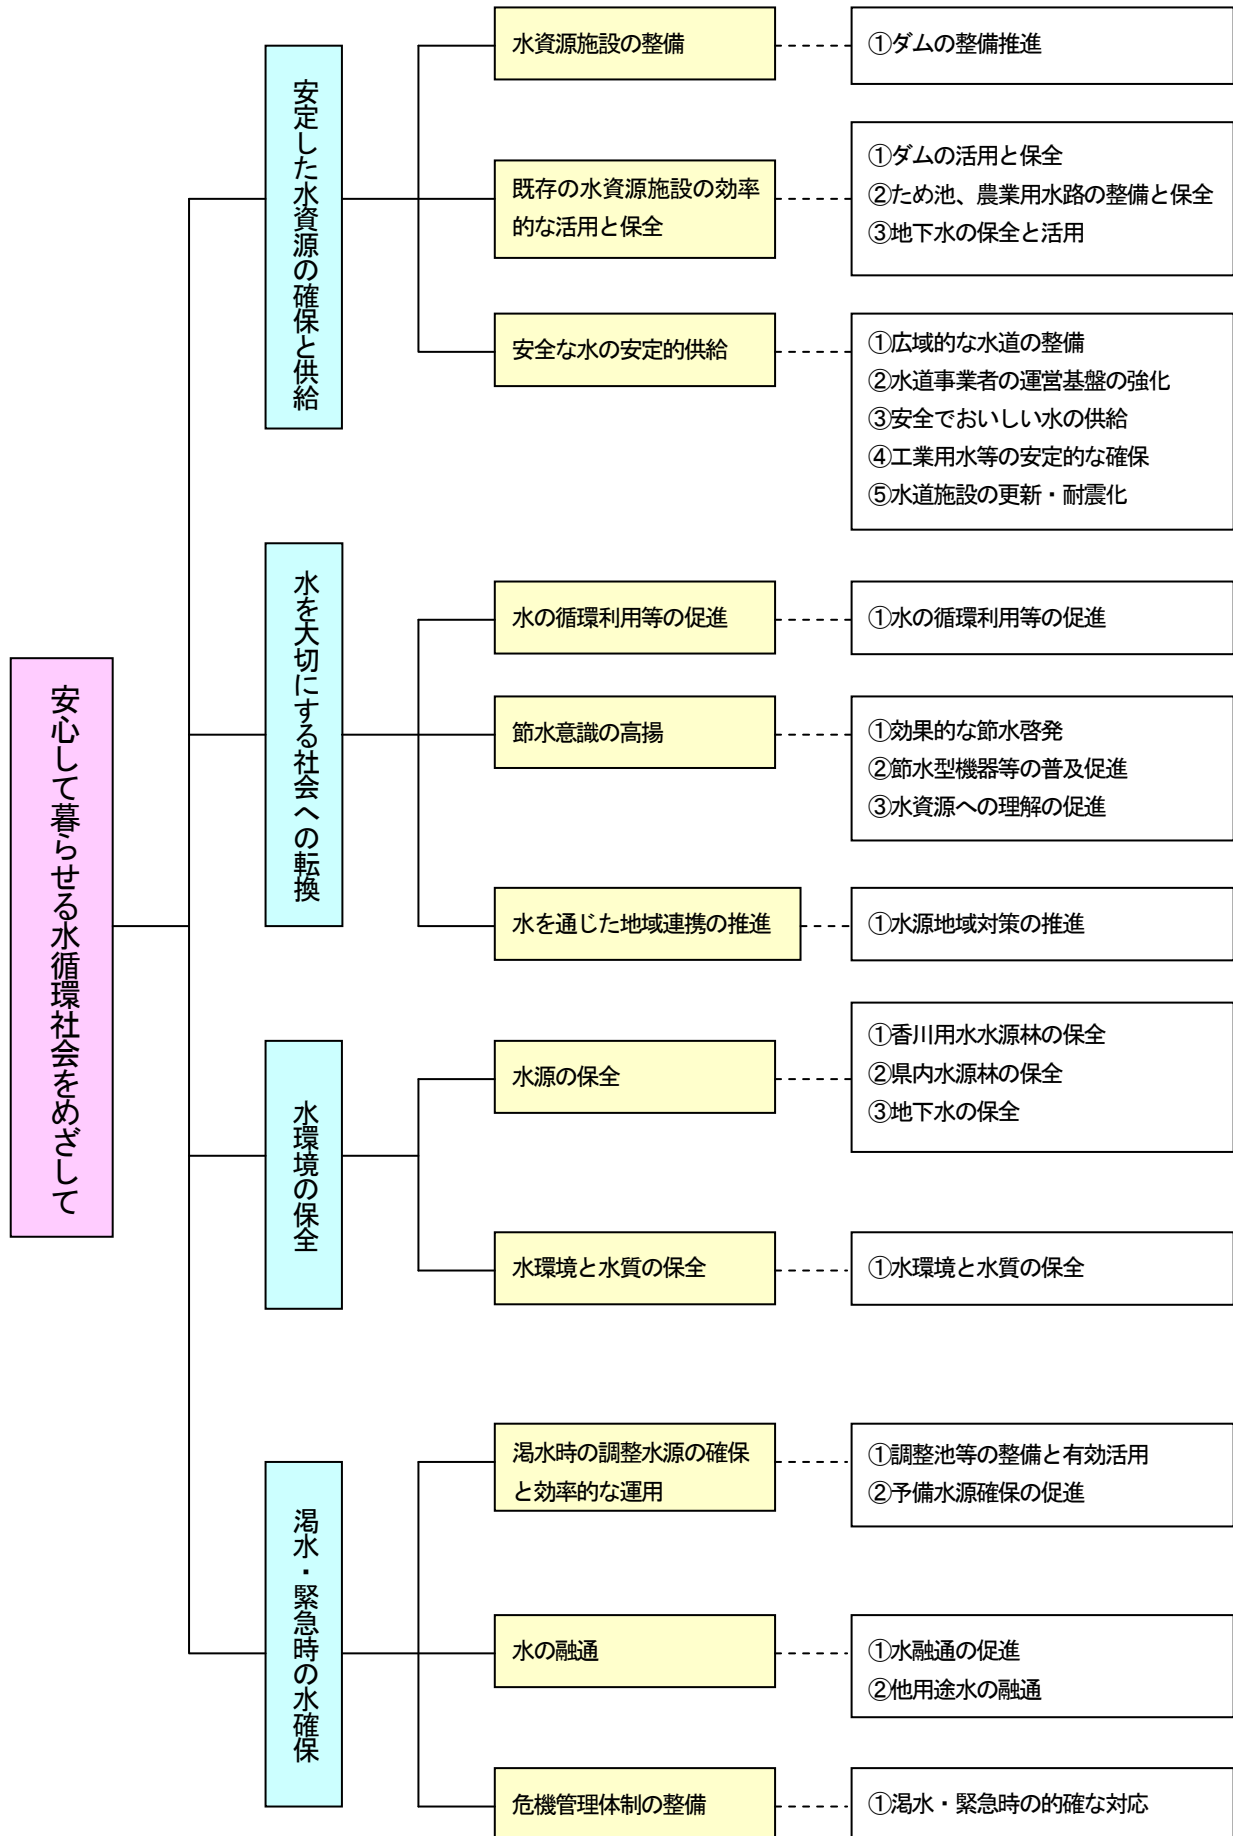 安心して暮らせる水循環社会をめざして
安定した水資源の確保と供給
水資源施設の整備
①ダムの整備推進
既存の水資源施設の効率
的な活用と保全
①ダムの活用と保全
②ため池、農業用水路の整備と保全
③地下水の保全と活用
安全な水の安定的供給
①広域的な水道の整備
②水道事業者の運営基盤の強化
③安全でおいしい水の供給
④工業用水等の安定的な確保
⑤水道施設の更新・耐震化
水を大切にする社会への転換
水の循環利用等の促進
①水の循環利用等の促進
節水意識の高揚
①効果的な節水啓発
②節水型機器等の普及促進
③水資源への理解の促進
水を通じた地域連携の推進
①水源地域対策の推進
水環境の保全
水源の保全
①香川用水水源林の保全
②県内水源林の保全
③地下水の保全
水環境と水質の保全
①水環境と水質の保全
渇水・緊急時の水確保
渇水時の調整水源の確保
と効率的な運用
①調整池等の整備と有効活用
②予備水源確保の促進
水の融通
①水融通の促進
②他用途水の融通
危機管理体制の整備
①渇水・緊急時の的確な対応